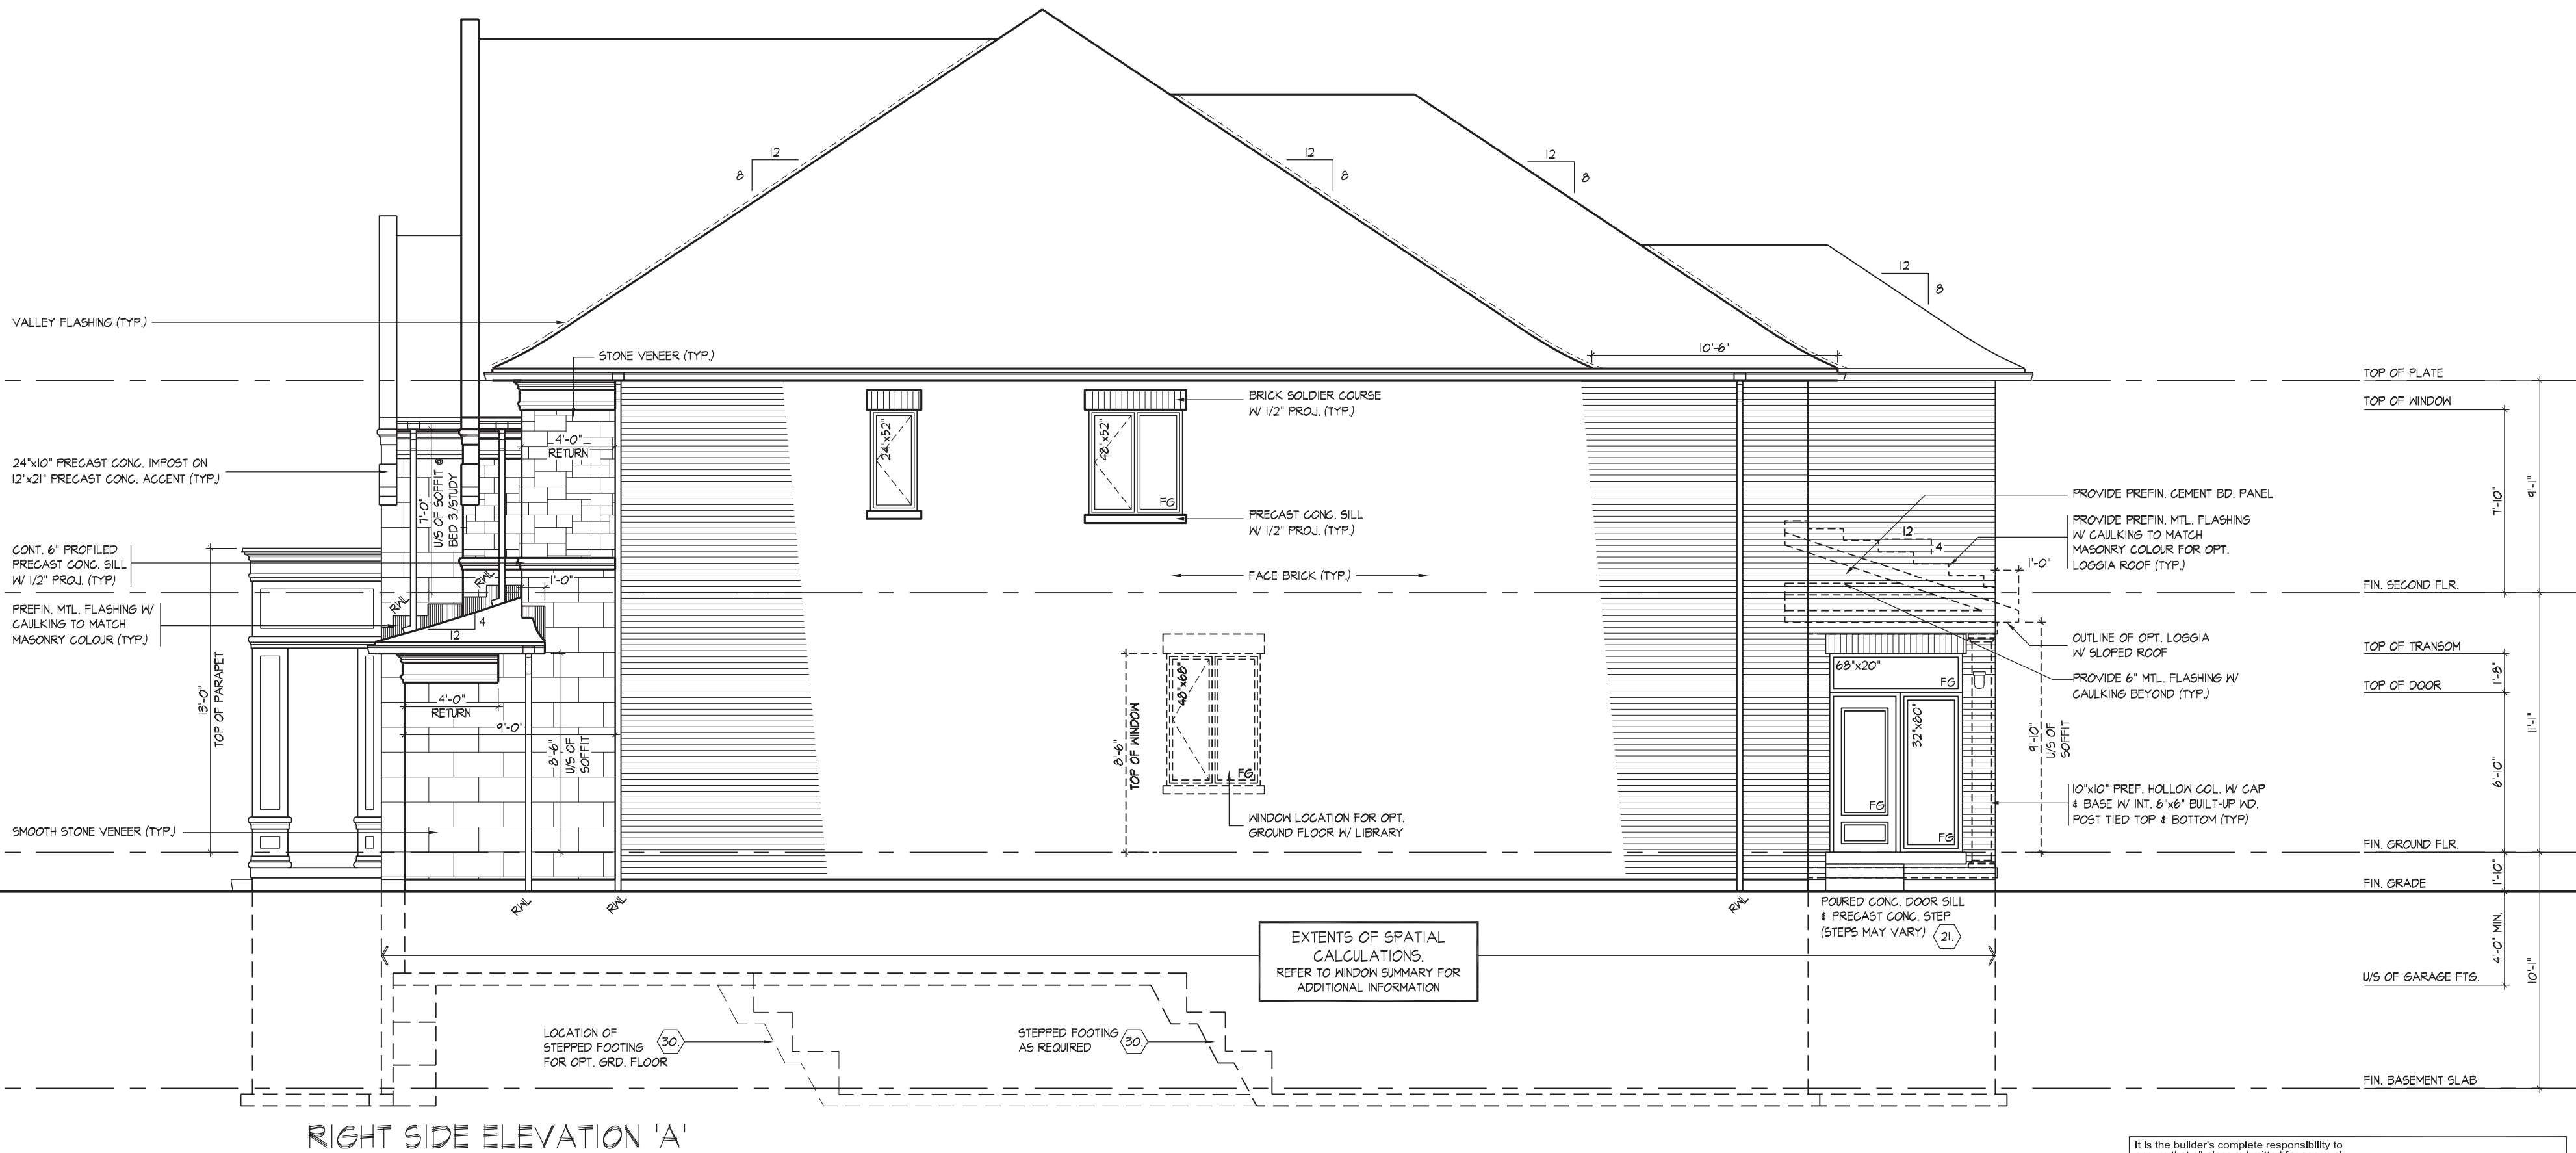 12
8
12
8
12
8
12
8
VALLEY FLASHING (TYP.)
STONE VENEER (TYP.)
10'-6"
TOP OF PLATE
TOP OF WINDOW
BRICK SOLDIER COURSE
W/ 1/2" PROJ. (TYP.)
24"x52"
48"x52"
FG
4'-0"
RETURN
24"x10" PRECAST CONC. IMPOST ON
12"x21" PRECAST CONC. ACCENT (TYP.)
7'-0"
U/S OF SOFFIT @
BED 3 /STUDY
PRECAST CONC. SILL
W/ 1/2" PROJ. (TYP.)
7'-10"
9'-1"
PROVIDE PREFIN. CEMENT BD. PANEL
PROVIDE PREFIN. MTL. FLASHING
W/ CAULKING TO MATCH
MASONRY COLOUR FOR OPT.
LOGGIA ROOF (TYP.)
12
4
1'-0"
CONT. 6" PROFILED
PRECAST CONC. SILL
W/ 1/2" PROJ. (TYP)
RWL
1'-0"
FACE BRICK (TYP.)
FIN. SECOND FLR.
PREFIN. MTL. FLASHING W/
CAULKING TO MATCH
MASONRY COLOUR (TYP.)
RWL
4
12
OUTLINE OF OPT. LOGGIA
W/ SLOPED ROOF
TOP OF TRANSOM
PROVIDE 6" MTL. FLASHING W/
CAULKING BEYOND (TYP.)
TOP OF DOOR
1'-8"
13'-0"
TOP OF PARAPET
4'-0"
RETURN
9'-0"
8'-6"
U/S OF
SOFFIT
8'-6"
TOP OF WINDOW
48"x68"
FG
68"x20"
FG
32"x80"
FG
FG
9'-10"
U/S OF
SOFFIT
11'-1"
6'-10"
10"x10" PREF. HOLLOW COL. W/ CAP
& BASE W/ INT. 6"x6" BUILT-UP WD.
POST TIED TOP & BOTTOM (TYP)
WINDOW LOCATION FOR OPT.
GROUND FLOOR W/ LIBRARY
SMOOTH STONE VENEER (TYP.)
FIN. GROUND FLR.
1'-10"
FIN. GRADE
RWL
RWL
RWL
POURED CONC. DOOR SILL
& PRECAST CONC. STEP
(STEPS MAY VARY)
21.
EXTENTS OF SPATIAL
CALCULATIONS.
REFER TO WINDOW SUMMARY FOR
ADDITIONAL INFORMATION
4'-0" MIN.
10'-1"
U/S OF GARAGE FTG.
LOCATION OF
STEPPED FOOTING
FOR OPT. GRD. FLOOR
30.
STEPPED FOOTING
AS REQUIRED
30.
FIN. BASEMENT SLAB
RIGHT SIDE ELEVATION 'A'
It is the builder's complete responsibility to